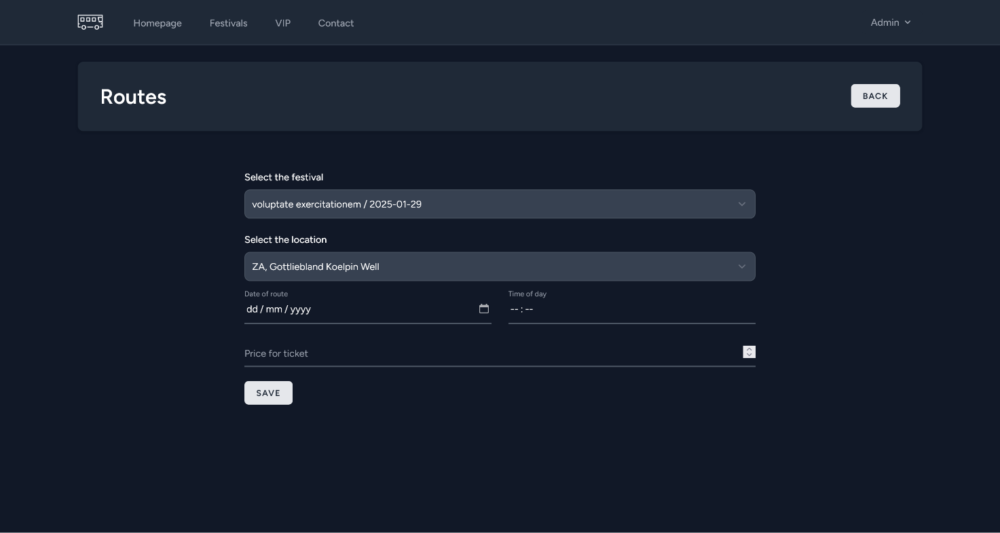 Homepage Festivals VIP Contact Admin
Routes BACK
Select the festival
voluptate exercitationem / 2025-01-29
Select the location
ZA, Gottliebland Koelpin Well
Date of route Time of day
dd / mm / yyyy -- : --
Price for ticket
SAVE